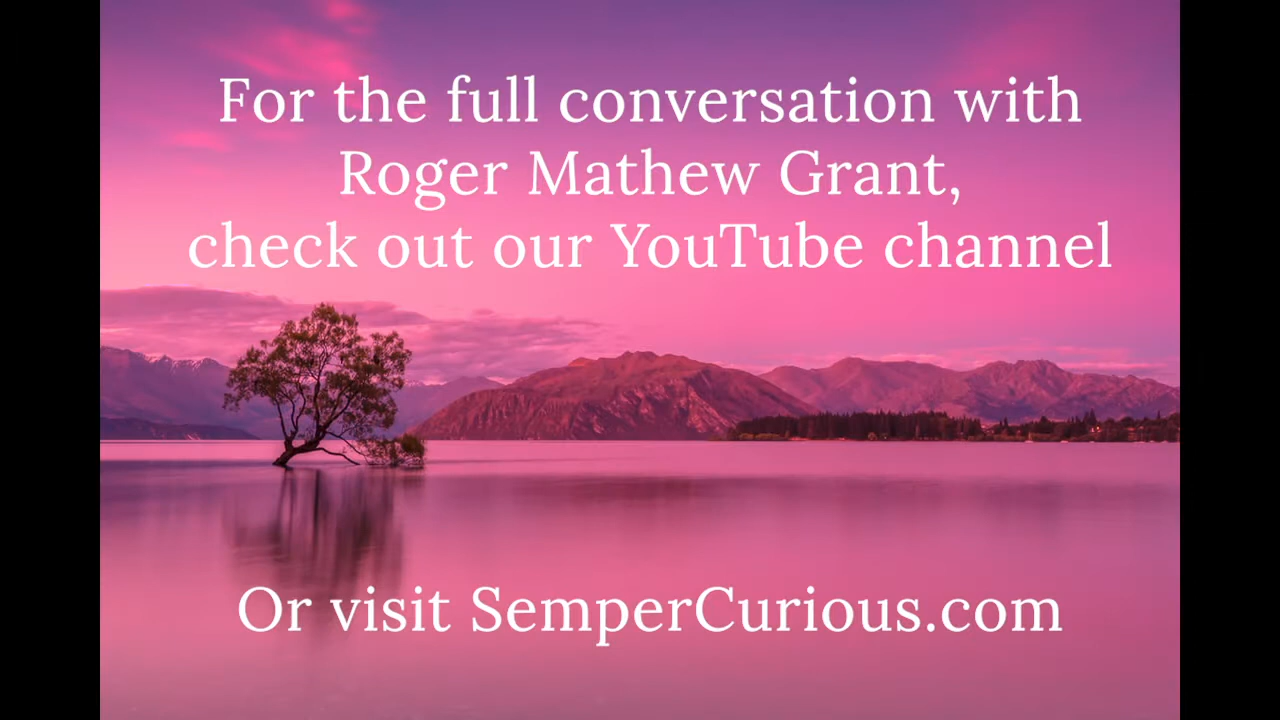 For the full conversation with
Roger Mathew Grant,
check out our YouTube channel
Or visit SemperCurious.com